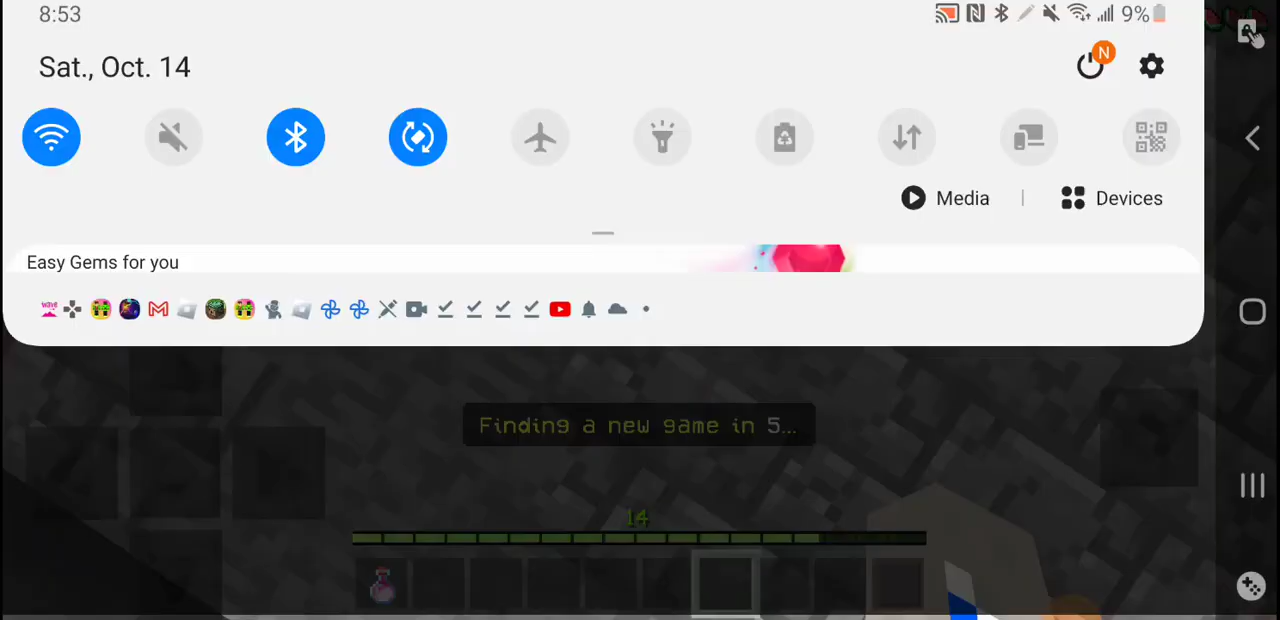 8:53
9%
Sat., Oct. 14
N
Media | Devices
Easy Gems for you
Finding a new game in 5...
14